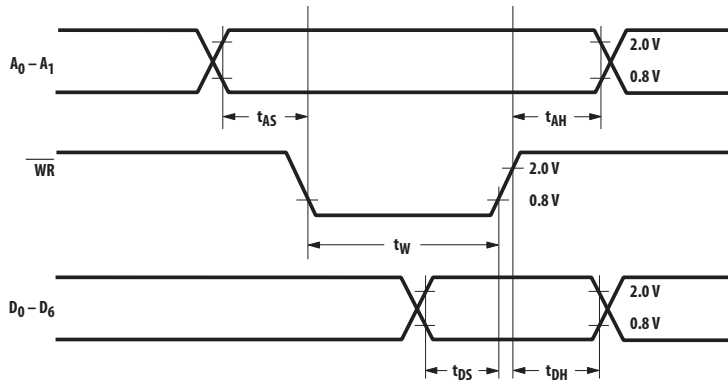 A0 – A1
2.0 V
0.8 V
tAS
tAH
WR
2.0 V
0.8 V
tW
D0 – D6
2.0 V
0.8 V
tDS
tDH